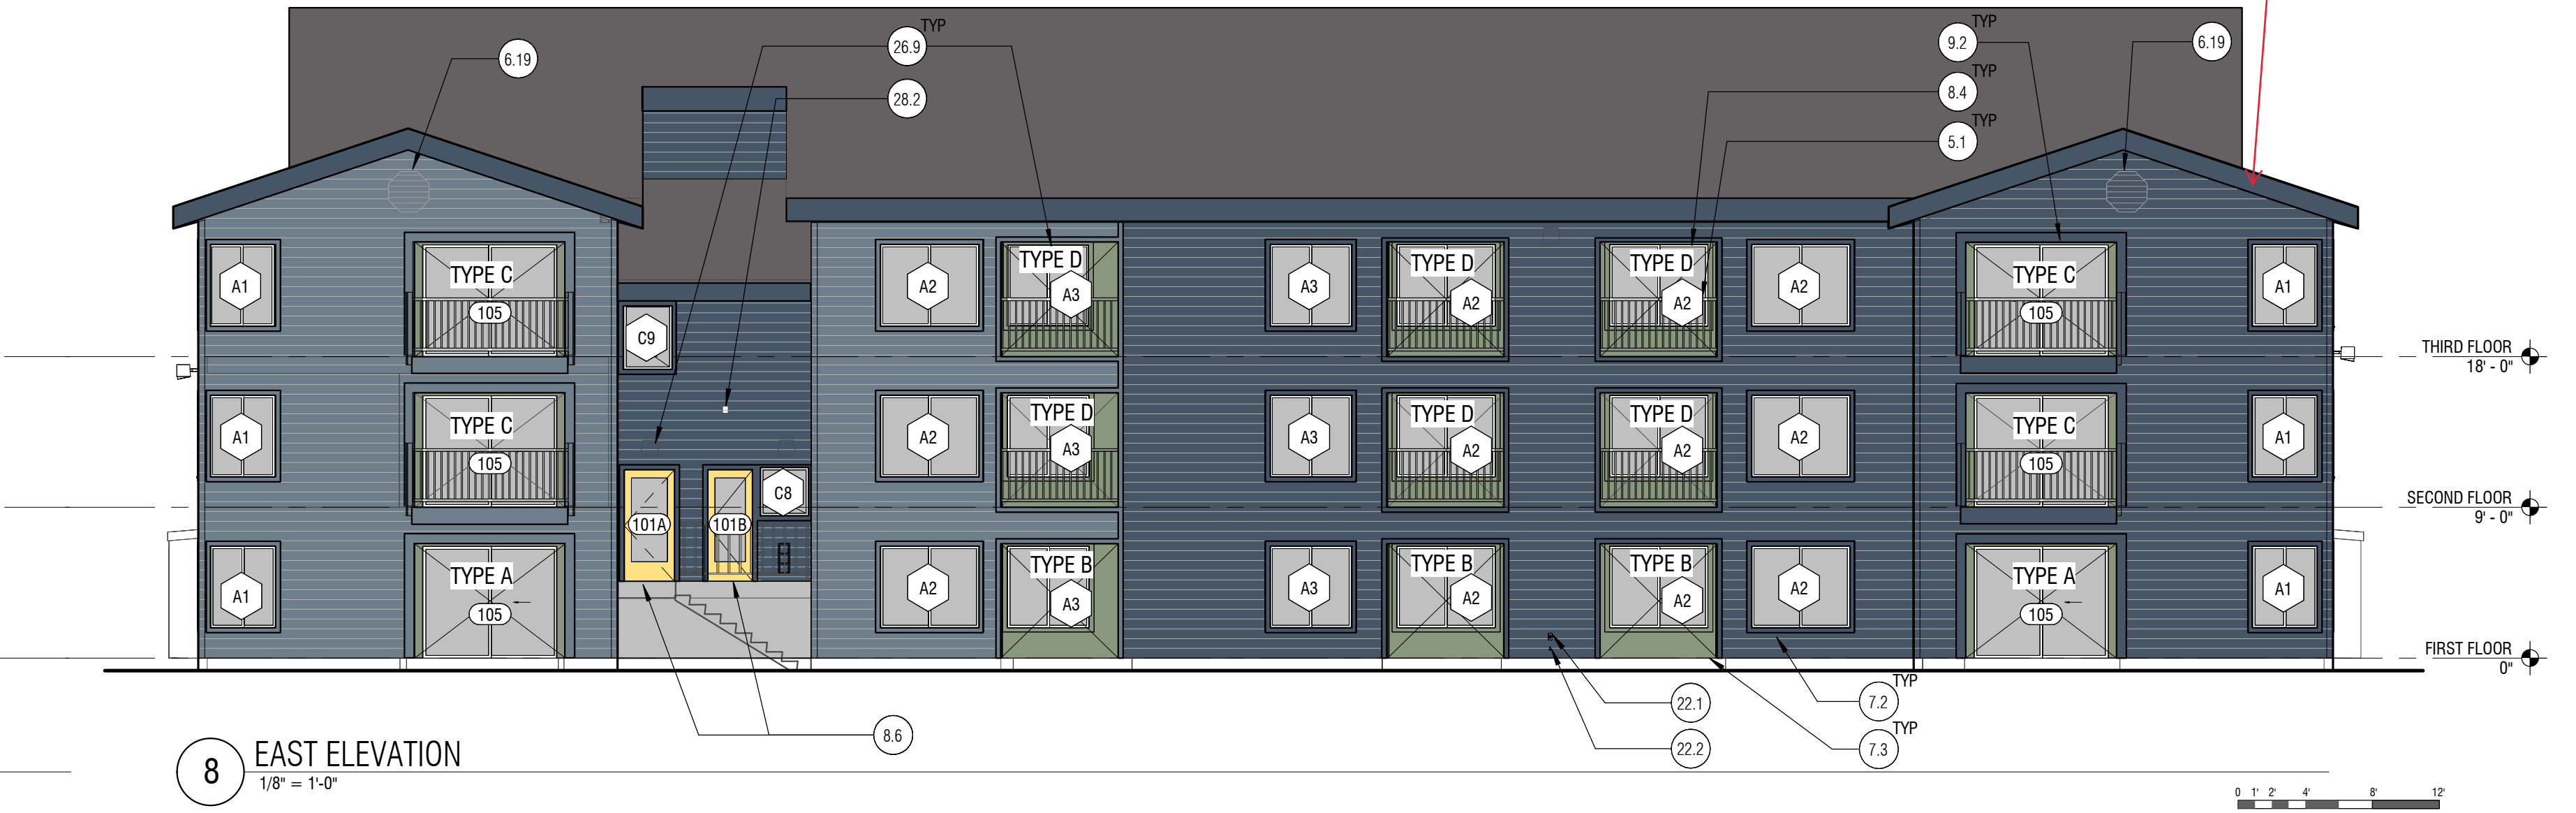 TYP
26.9
6.19
28.2
TYP
9.2
6.19
TYP
8.4
TYP
5.1
A1
TYPE C
105
C9
A2
TYPE D
A3
A3
TYPE D
A2
TYPE D
A2
A2
TYPE C
105
A1
THIRD FLOOR
18' - 0"
A1
TYPE C
105
A2
TYPE D
A3
A3
TYPE D
A2
TYPE D
A2
A2
TYPE C
105
A1
C8
SECOND FLOOR
9' - 0"
101A
101B
A1
TYPE A
105
A2
TYPE B
A3
A3
TYPE B
A2
TYPE B
A2
A2
TYPE A
105
A1
FIRST FLOOR
0"
8.6
22.1
22.2
TYP
7.2
TYP
7.3
8
EAST ELEVATION
1/8" = 1'-0"
0 1' 2' 4' 8' 12'